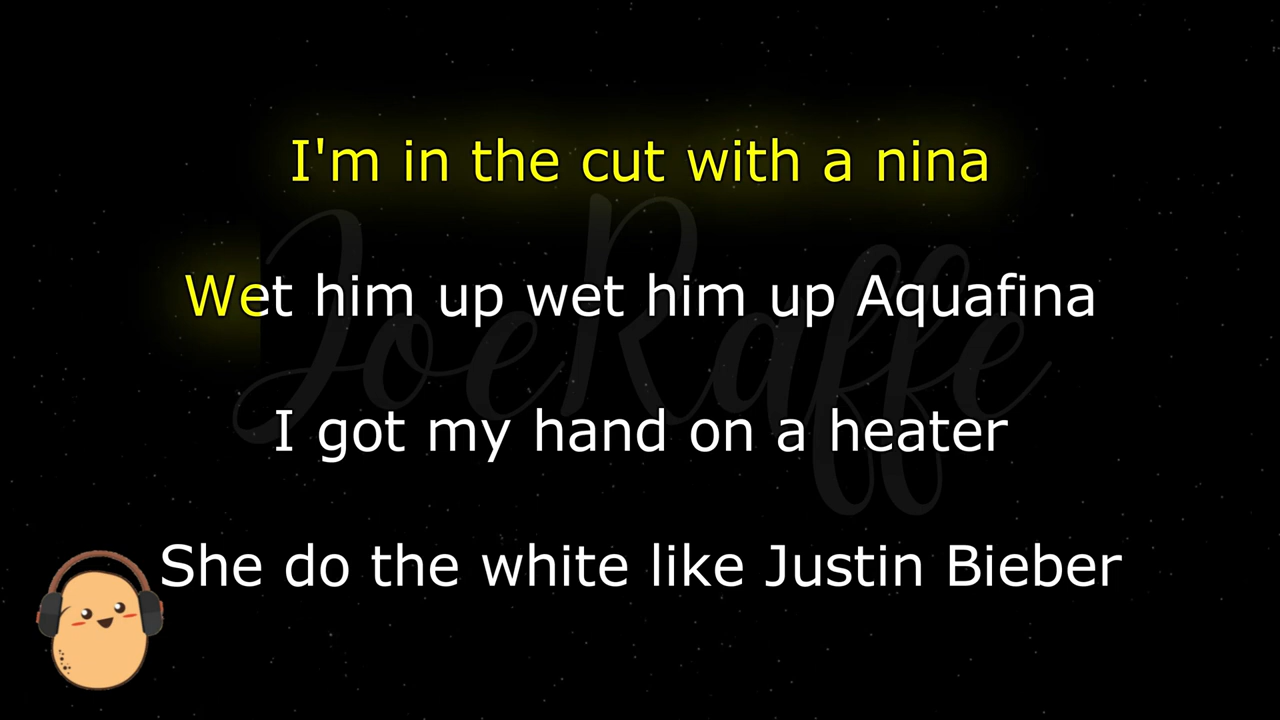 I'm in the cut with a nina
Wet him up wet him up Aquafina
JoeRaffe
I got my hand on a heater
She do the white like Justin Bieber